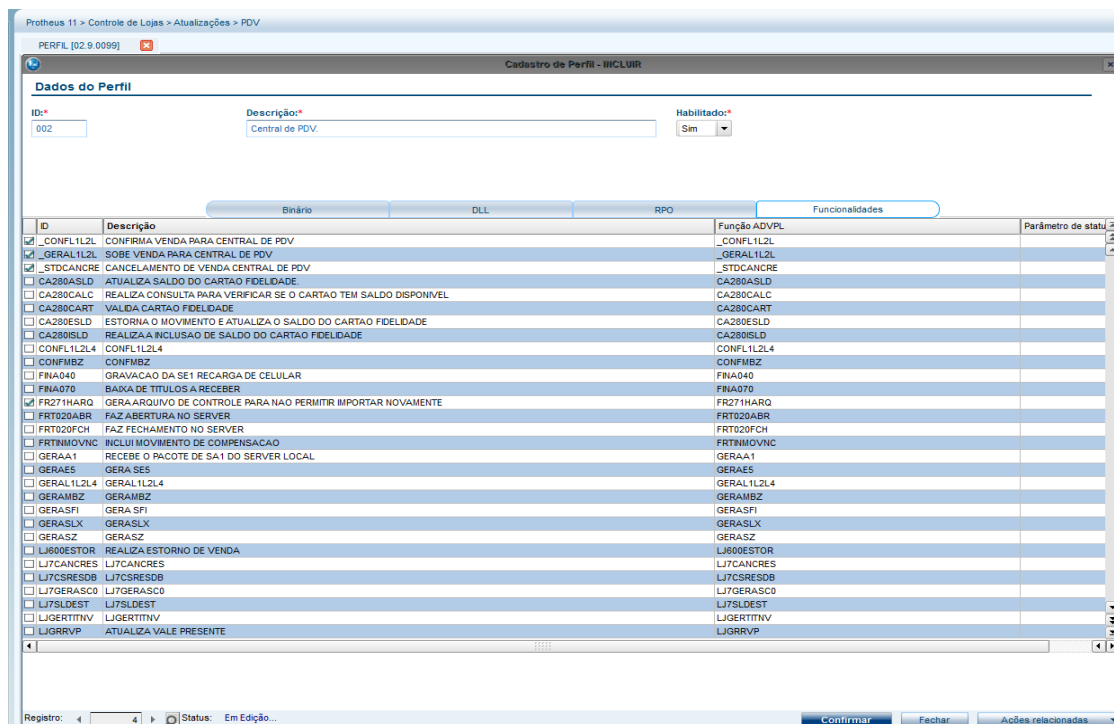 Protheus 11 > Controle de Lojas > Atualizações > PDV
PERFIL [02.9.0099]
Cadastro de Perfil - INCLUIR
Dados do Perfil
ID:* Descrição:* Habilitado:*
002 Central de PDV. Sim
Binário DLL RPO Funcionalidades
ID Descrição Função ADVPL Parâmetro de statu
_CONFL1L2L CONFIRMA VENDA PARA CENTRAL DE PDV _CONFL1L2L
_GERAL1L2L SOBE VENDA PARA CENTRAL DE PDV _GERAL1L2L
_STDCANCRE CANCELAMENTO DE VENDA CENTRAL DE PDV _STDCANCRE
CA280ASLD ATUALIZA SALDO DO CARTAO FIDELIDADE. CA280ASLD
CA280CALC REALIZA CONSULTA PARA VERIFICAR SE O CARTAO TEM SALDO DISPONIVEL CA280CALC
CA280CART VALIDA CARTAO FIDELIDADE CA280CART
CA280ESLD ESTORNA O MOVIMENTO E ATUALIZA O SALDO DO CARTAO FIDELIDADE CA280ESLD
CA280ISLD REALIZA A INCLUSAO DE SALDO DO CARTAO FIDELIDADE CA280ISLD
CONFL1L2L4 CONFL1L2L4 CONFL1L2L4
CONFMBZ CONFMBZ CONFMBZ
FINA040 GRAVACAO DA SE1 RECARGA DE CELULAR FINA040
FINA070 BAIXA DE TITULOS A RECEBER FINA070
FR271HARQ GERA ARQUIVO DE CONTROLE PARA NAO PERMITIR IMPORTAR NOVAMENTE FR271HARQ
FRT020ABR FAZ ABERTURA NO SERVER FRT020ABR
FRT020FCH FAZ FECHAMENTO NO SERVER FRT020FCH
FRTINMOVNC INCLUI MOVIMENTO DE COMPENSACAO FRTINMOVNC
GERAA1 RECEBE O PACOTE DE SA1 DO SERVER LOCAL GERAA1
GERAE5 GERA SE5 GERAE5
GERAL1L2L4 GERAL1L2L4 GERAL1L2L4
GERAMBZ GERAMBZ GERAMBZ
GERASFI GERA SFI GERASFI
GERASLX GERASLX GERASLX
GERASZ GERASZ GERASZ
LJ600ESTOR REALIZA ESTORNO DE VENDA LJ600ESTOR
LJ7CANCRES LJ7CANCRES LJ7CANCRES
LJ7CSRESDB LJ7CSRESDB LJ7CSRESDB
LJ7GERASC0 LJ7GERASC0 LJ7GERASC0
LJ7SLDEST LJ7SLDEST LJ7SLDEST
LJGERTITNV LJGERTITNV LJGERTITNV
LJGRRVP ATUALIZA VALE PRESENTE LJGRRVP
Registro: 4 Status: Em Edição... Confirmar Fechar Ações relacionadas